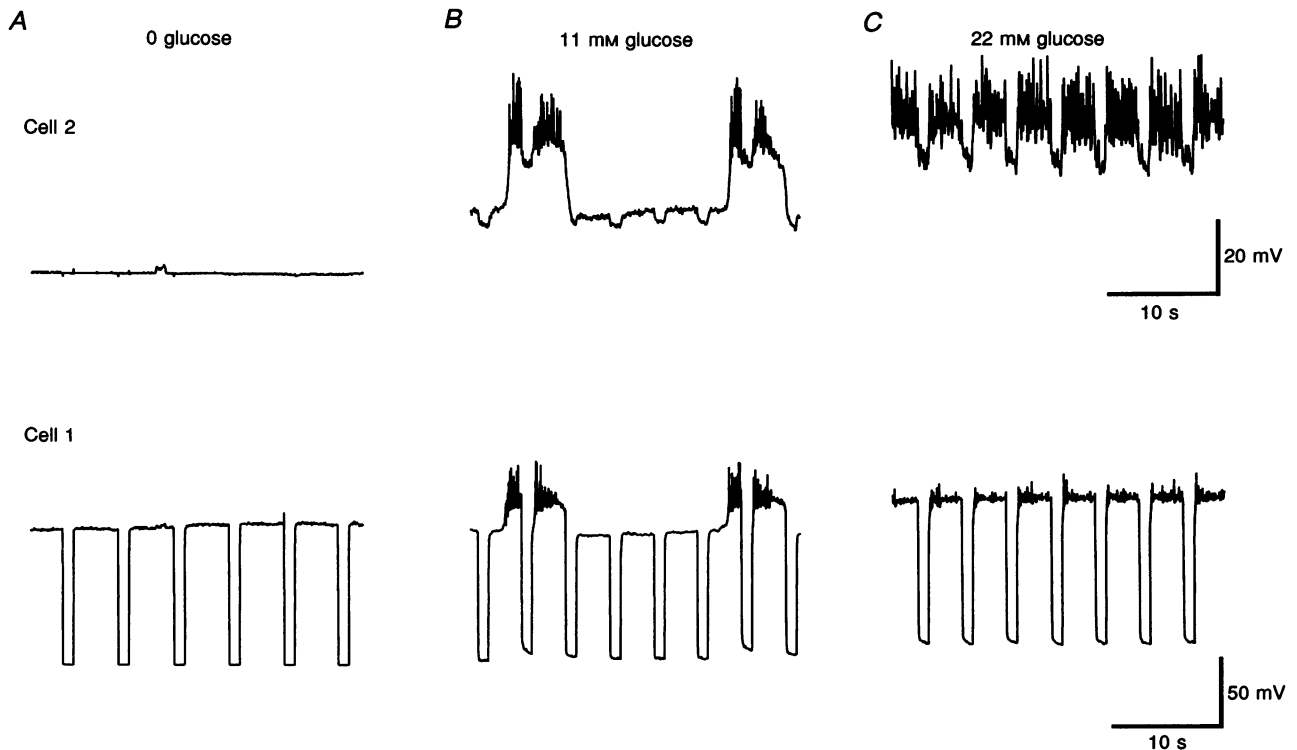 A
0 glucose
B
11 mM glucose
C
22 mM glucose
Cell 2
20 mV
10 s
Cell 1
50 mV
10 s